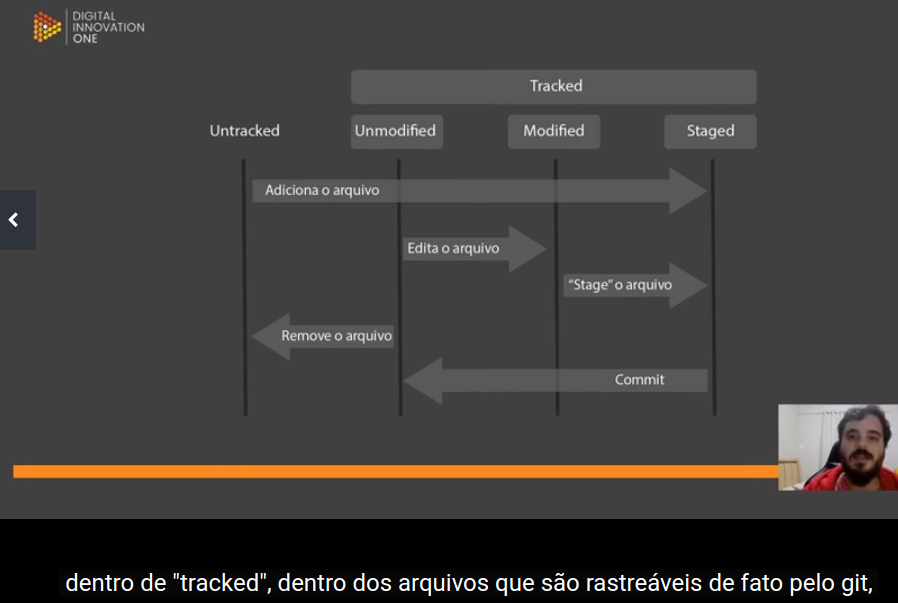 DIGITAL
INNOVATION
ONE
Tracked
Untracked Unmodified Modified Staged
Adiciona o arquivo
Edita o arquivo
"Stage" o arquivo
Remove o arquivo
Commit
dentro de "tracked", dentro dos arquivos que são rastreáveis de fato pelo git,